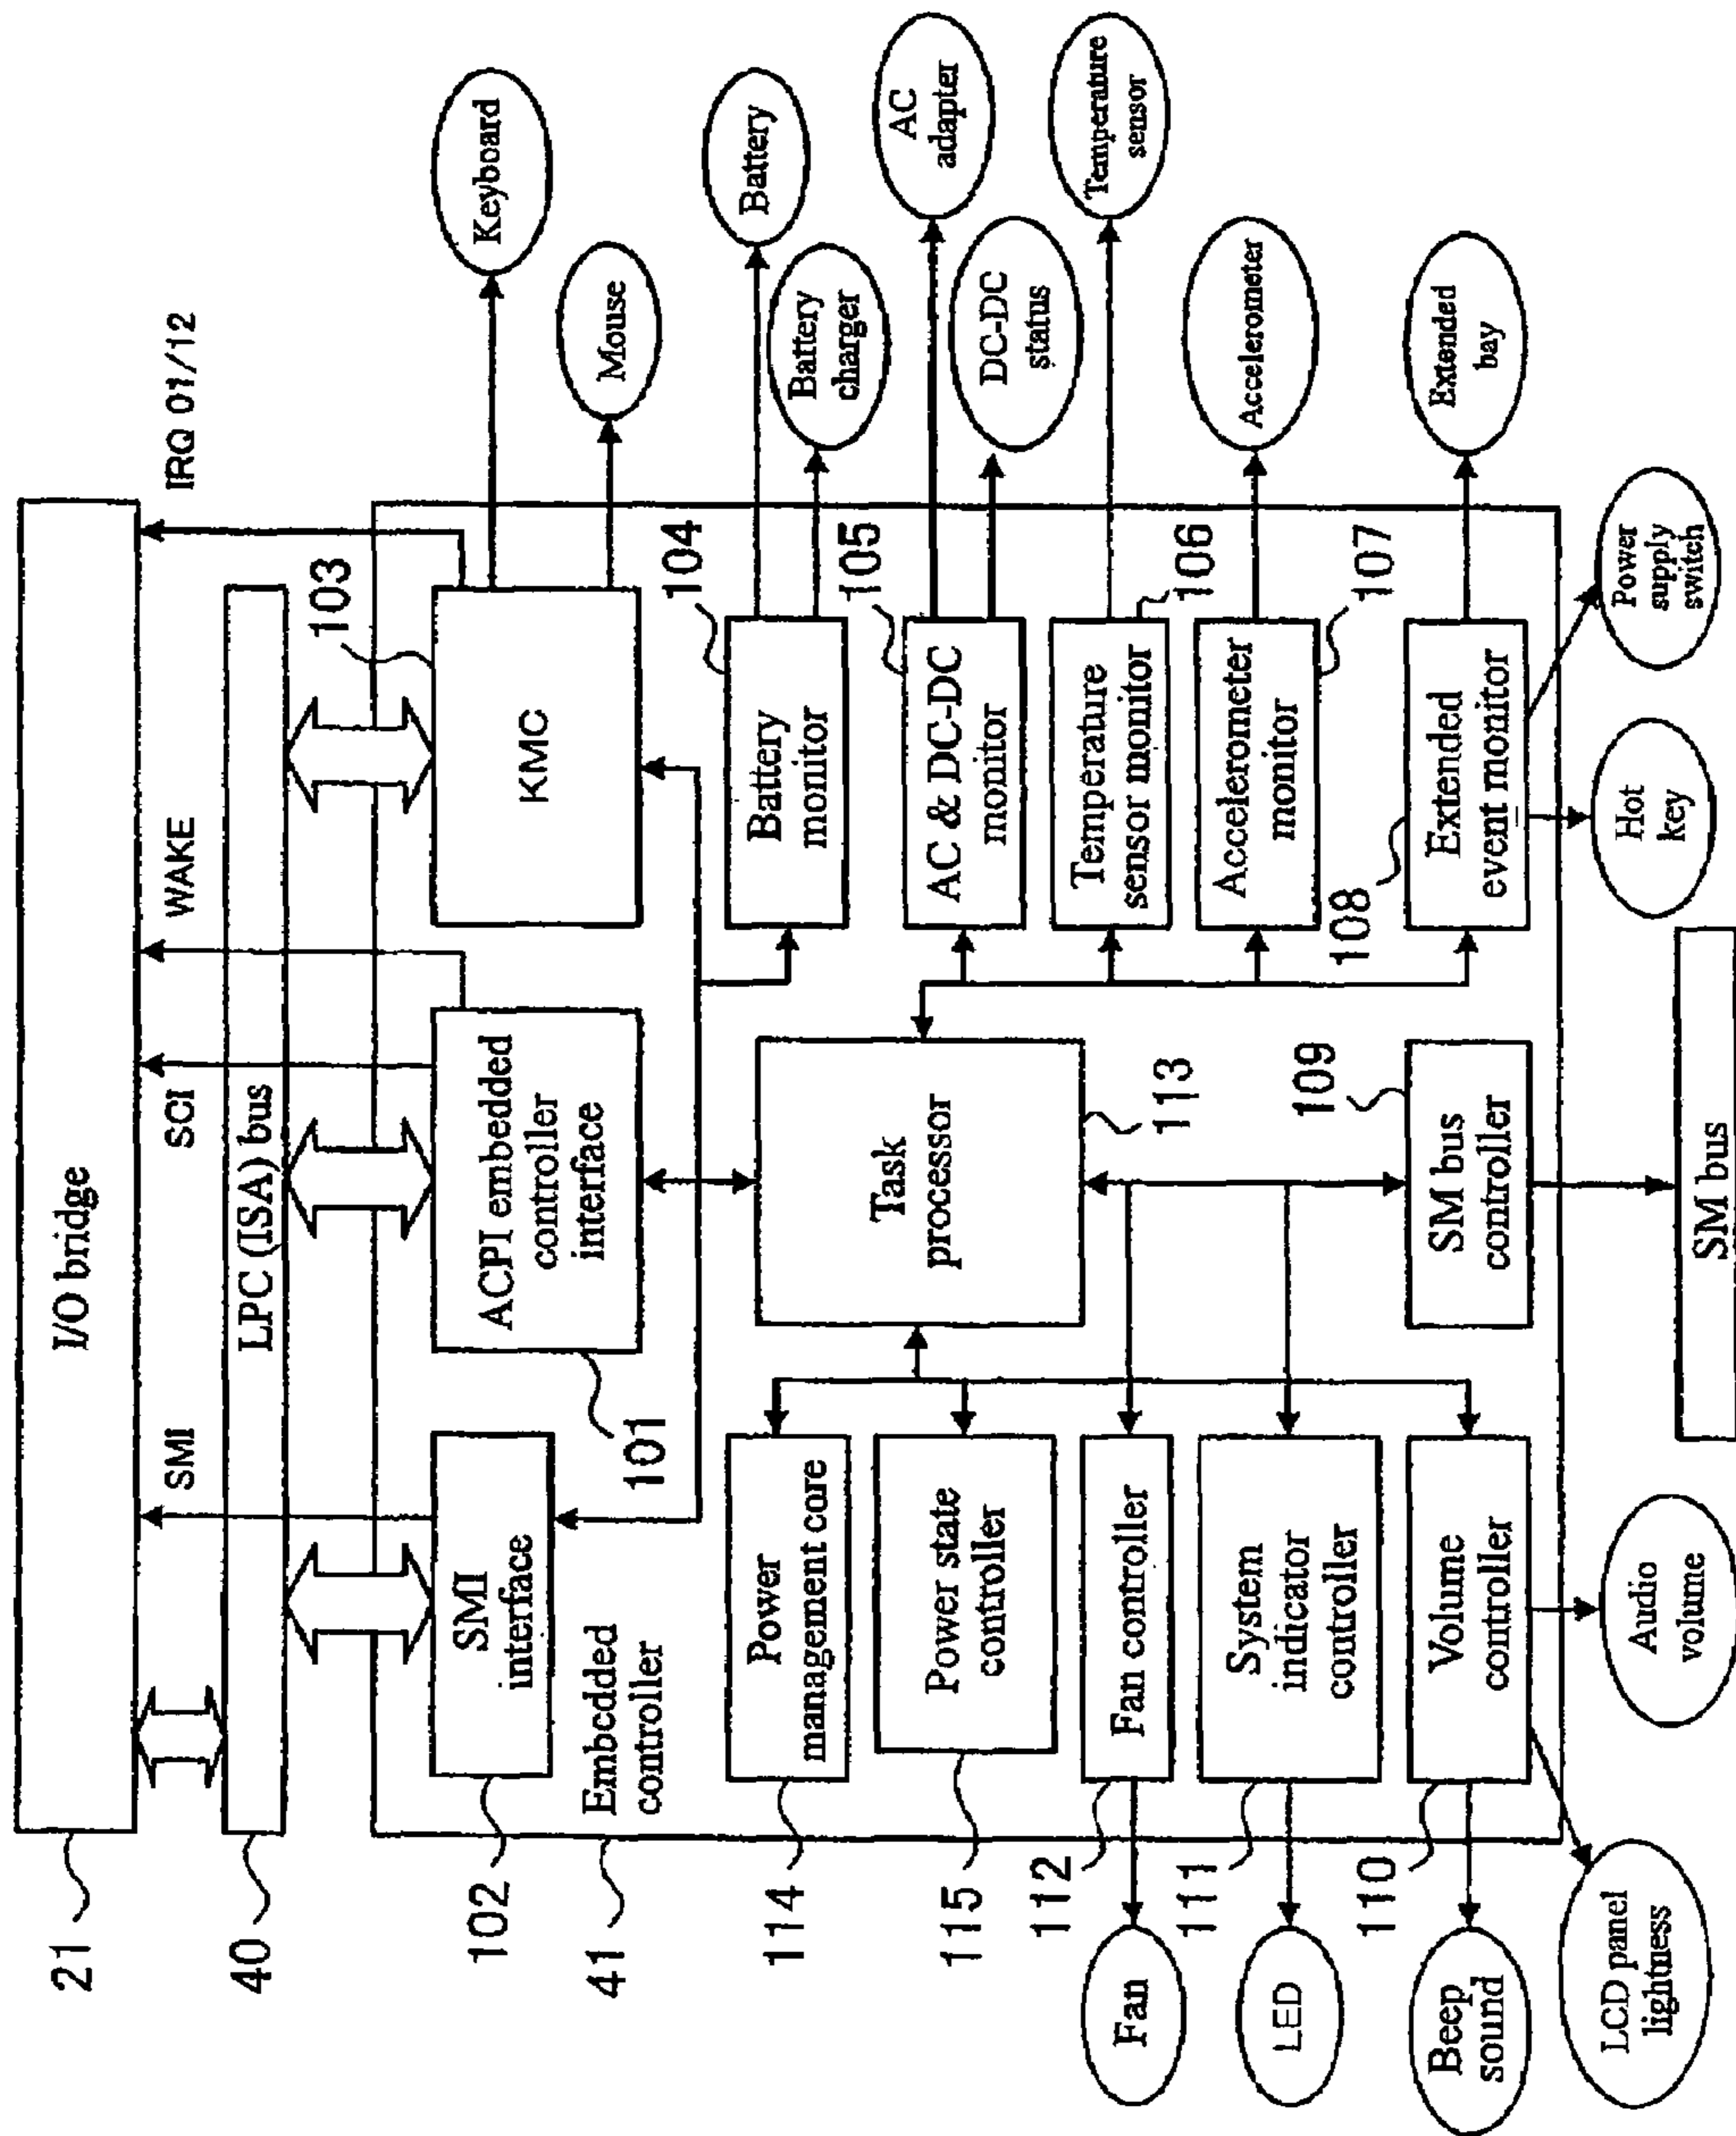 21
I/O bridge
IRQ 01/12
SMI
SCI
WAKE
40
LPC (ISA) bus
103
102
SMI
interface
ACPI embedded
controller
interface
101
KMC
Keyboard
Mouse
41
Embcdded
controller
114
Power
management core
Task
processor
113
104
Battery
monitor
Battery
Battery
charger
115
Power state
controller
105
AC & DC-DC
monitor
AC
adapter
DC-DC
status
112
Fan controller
Fan
Temperature
sensor monitor
106
Temperature
sensor
111
System
indicator
controller
LED
Accelerometer
monitor
107
Accelerometer
110
Volume
controller
Beep
sound
LCD panel
lightness
Audio
volume
109
SM bus
controller
SM bus
108
Extended
event monitor
Extended
bay
Hot
key
Power
supply
switch